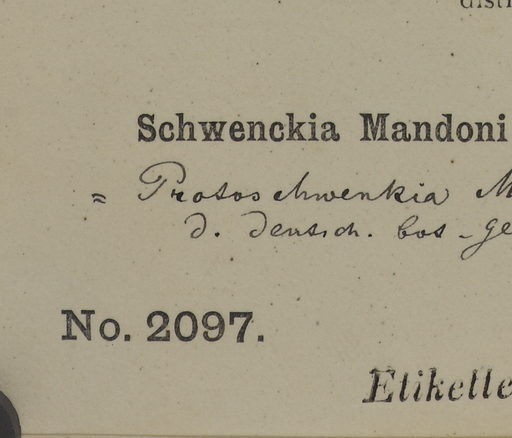 Schwenckia Mandoni
= Protoschwenkia M
d. deutsch. bot-ge
No. 2097.
Etikette